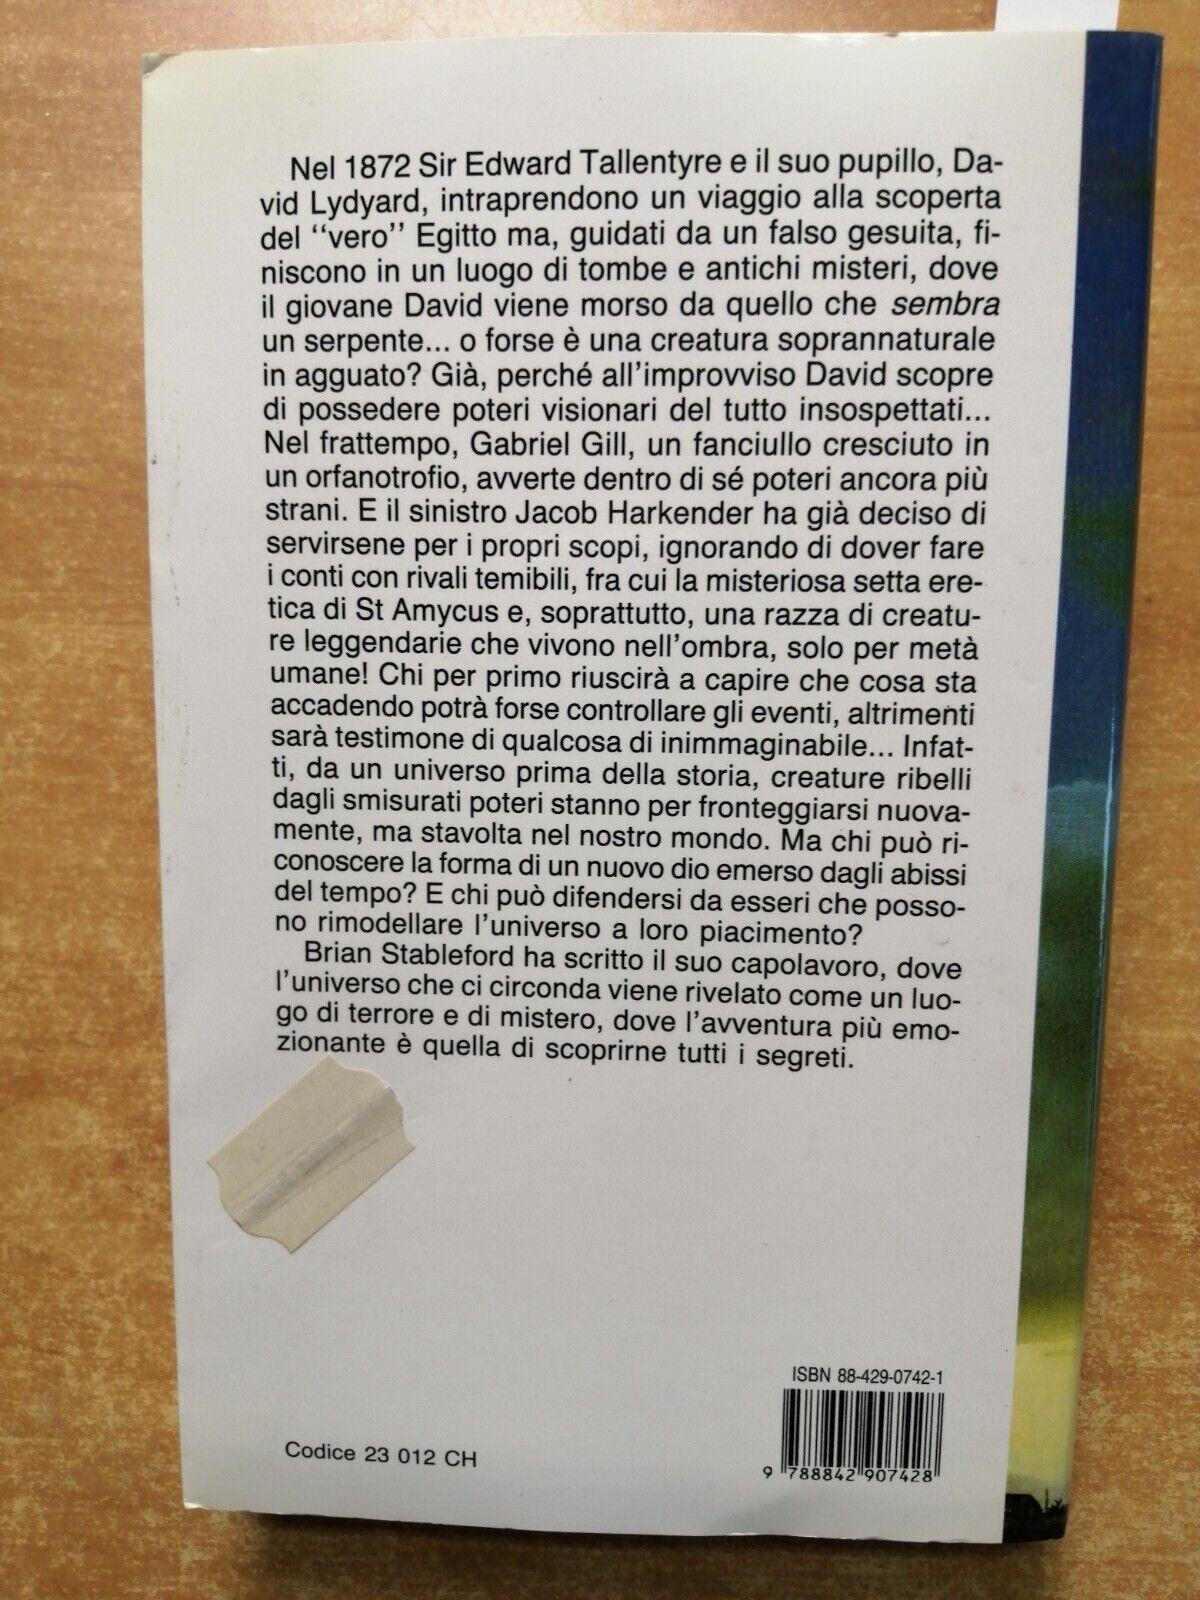 Nel 1872 Sir Edward Tallentyre e il suo pupillo, Da-
vid Lydyard, intraprendono un viaggio alla scoperta
del “vero” Egitto ma, guidati da un falso gesuita, fi-
niscono in un luogo di tombe e antichi misteri, dove
il giovane David viene morso da quello che sembra
un serpente... o forse è una creatura soprannaturale
in agguato? Già, perché all'improvviso David scopre
di possedere poteri visionari del tutto insospettati...
Nel frattempo, Gabriel Gill, un fanciullo cresciuto in
un orfanotrofio, avverte dentro di sé poteri ancora più
strani. E il sinistro Jacob Harkender ha già deciso di
servirsene per i propri scopi, ignorando di dover fare
i conti con rivali temibili, fra cui la misteriosa setta ere-
tica di St Amycus e, soprattutto, una razza di creatu-
re leggendarie che vivono nell'ombra, solo per metà
umane! Chi per primo riuscirà a capire che cosa sta
accadendo potrà forse controllare gli eventi, altrimenti
sarà testimone di qualcosa di inimmaginabile... Infat-
ti, da un universo prima della storia, creature ribelli
dagli smisurati poteri stanno per fronteggiarsi nuova-
mente, ma stavolta nel nostro mondo. Ma chi può ri-
conoscere la forma di un nuovo dio emerso dagli abissi
del tempo? E chi può difendersi da esseri che posso-
no rimodellare l'universo a loro piacimento?
Brian Stableford ha scritto il suo capolavoro, dove
l'universo che ci circonda viene rivelato come un luo-
go di terrore e di mistero, dove l'avventura più emo-
zionante è quella di scoprirne tutti i segreti.
ISBN 88-429-0742-1
Codice 23 012 CH
9 788842 907428